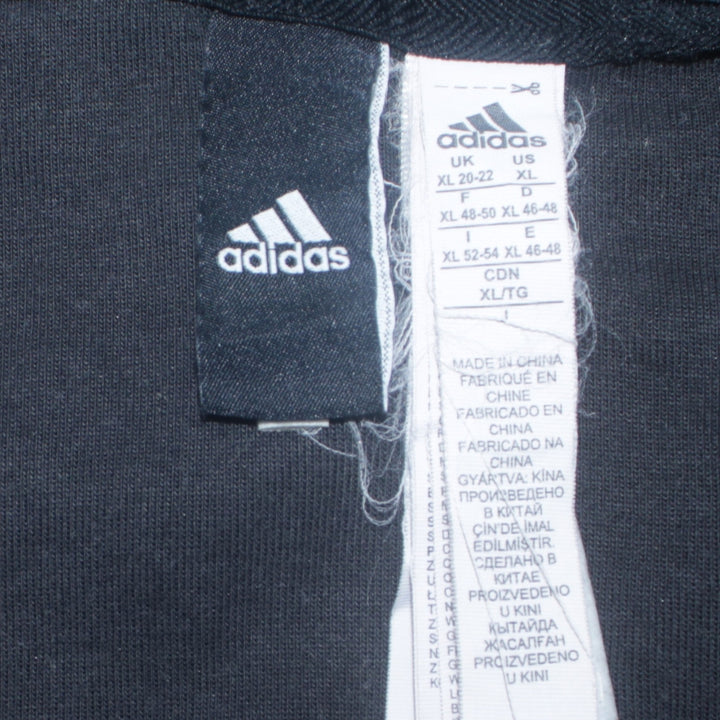 adidas
adidas
UK US
XL 20-22 XL
F D
XL 48-50 XL 46-48
I E
XL 52-54 XL 46-48
CDN
XL/TG
MADE IN CHINA
FABRIQUÉ EN
CHINE
FABRICADO EN
CHINA
FABRICADO NA
CHINA
GYÁRTVA: KÍNA
ПРОИЗВЕДЕНО
В КИТАЙ
ÇİN'DE İMAL
EDİLMİŞTİR.
СДЕЛАНО В
КИТАЕ
PROIZVEDENO
U KINI
КЫТАЙДА
ЖАСАЛҒАН
PROIZVEDENO
U KINI